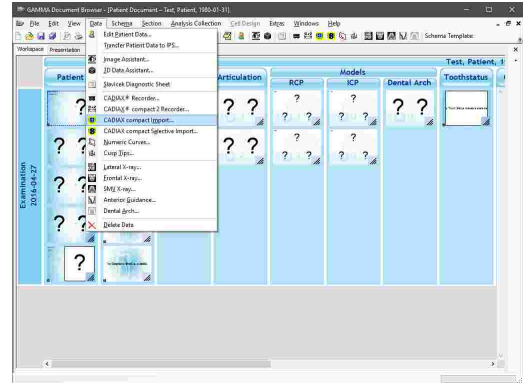 GAMMA Document Browser - [Patient Document - Test, Patient, 1980-01-31]
File Edit View Data Schema Section Analysis Collection Cell Design Extras Windows Help
Schema Template:
Workspace Presentation
Edit Patient Data...
Transfer Patient Data to IPS...
Image Assistant...
3D Data Assistant...
Slavicek Diagnostic Sheet
CADIAX® Recorder...
CADIAX® compact 2 Recorder...
CADIAX compact Import...
CADIAX compact Selective Import...
Numeric Curves...
Cusp Tips...
Lateral X-ray...
Frontal X-ray...
SMV X-ray...
Anterior Guidance...
Dental Arch...
Delete Data
Test, Patient, 1
Patient
Articulation
Models
RCP
ICP
Dental Arch
Toothstatus
Examination
2016-04-27
? ? ? ? ? ? ?
? ? ? ? ? ?
? ? ? ? ? ? ? ?
? ?
? ?
?